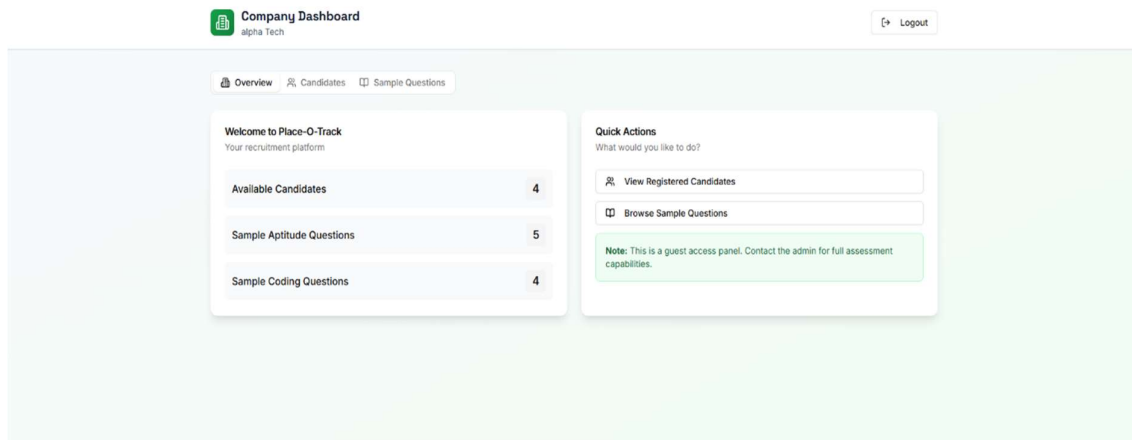 Company Dashboard
alpha Tech
Logout
Overview
Candidates
Sample Questions
Welcome to Place-O-Track
Your recruitment platform
Available Candidates
4
Sample Aptitude Questions
5
Sample Coding Questions
4
Quick Actions
What would you like to do?
View Registered Candidates
Browse Sample Questions
Note: This is a guest access panel. Contact the admin for full assessment
capabilities.